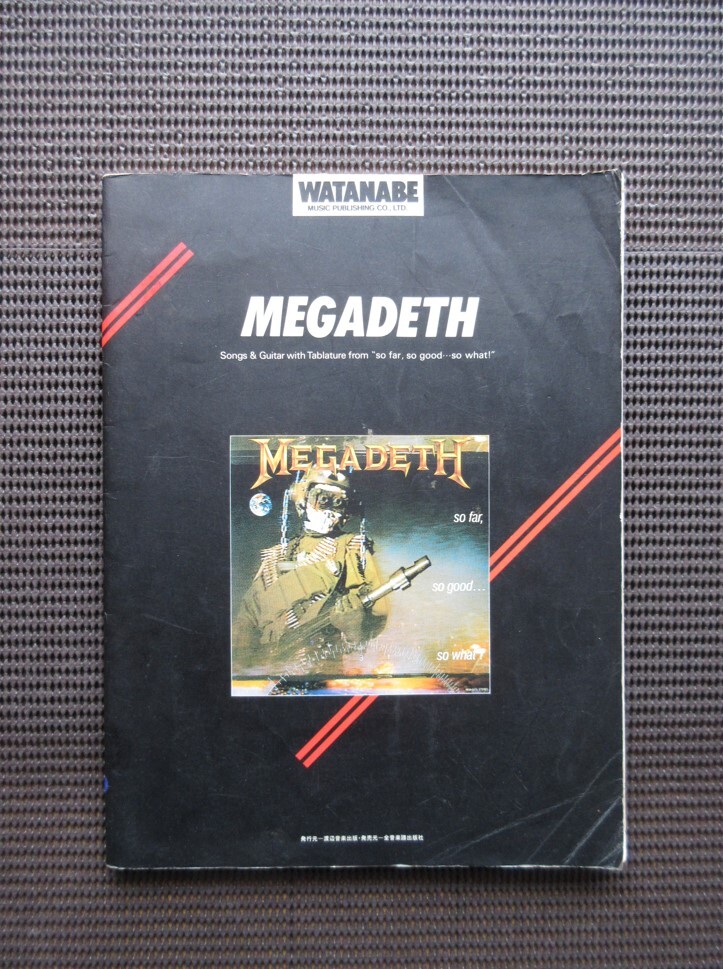 WATANABE
MUSIC PUBLISHING CO., LTD.
MEGADETH
Songs & Guitar with Tablature from "so far, so good…so what!"
MEGADETH
so far,
so good...
so what!
発行元―渡辺音楽出版・発売元―全音楽譜出版社